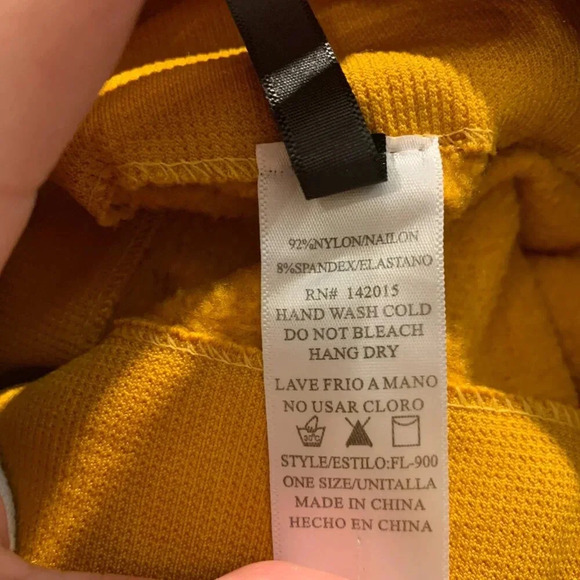 92%NYLON/NAILON
8%SPANDEX/ELASTANO
RN# 142015
HAND WASH COLD
DO NOT BLEACH
HANG DRY
LAVE FRIO A MANO
NO USAR CLORO
30°C
STYLE/ESTILO:FL-900
ONE SIZE/UNITALLA
MADE IN CHINA
HECHO EN CHINA